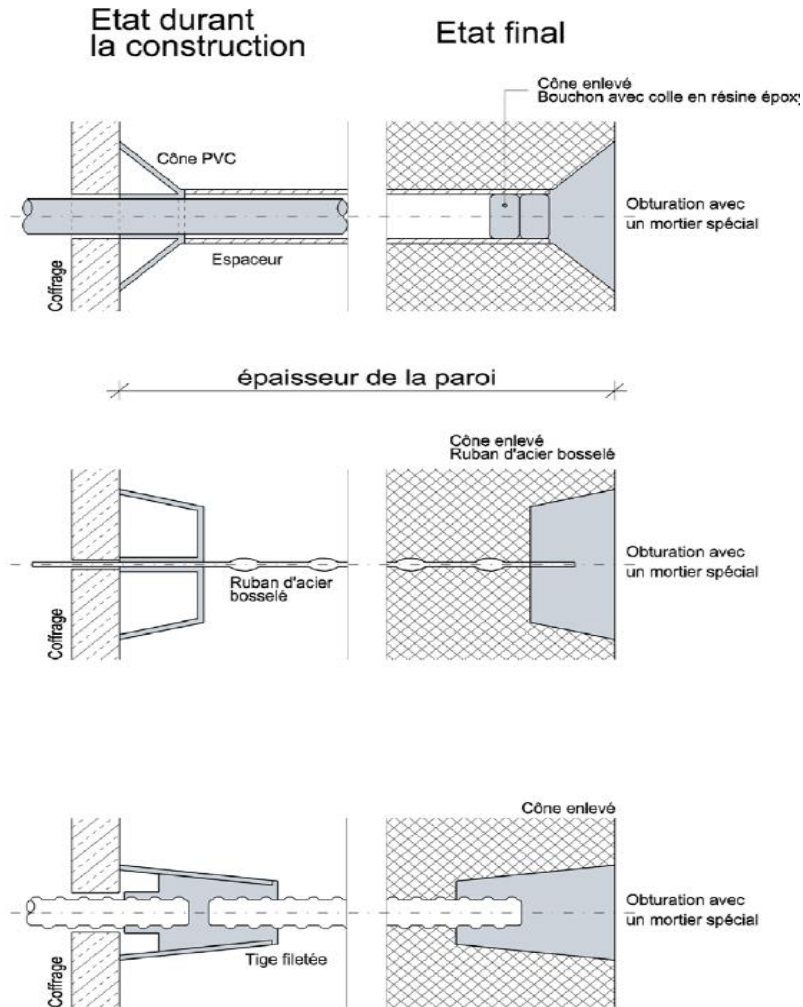 Etat durant
la construction
Etat final
Cône enlevé
Bouchon avec colle en résine époxy
Cône PVC
Espaceur
Coffrage
Obturation avec
un mortier spécial
épaisseur de la paroi
Cône enlevé
Ruban d'acier bosselé
Ruban d'acier
bosselé
Coffrage
Obturation avec
un mortier spécial
Cône enlevé
Tige filetée
Coffrage
Obturation avec
un mortier spécial